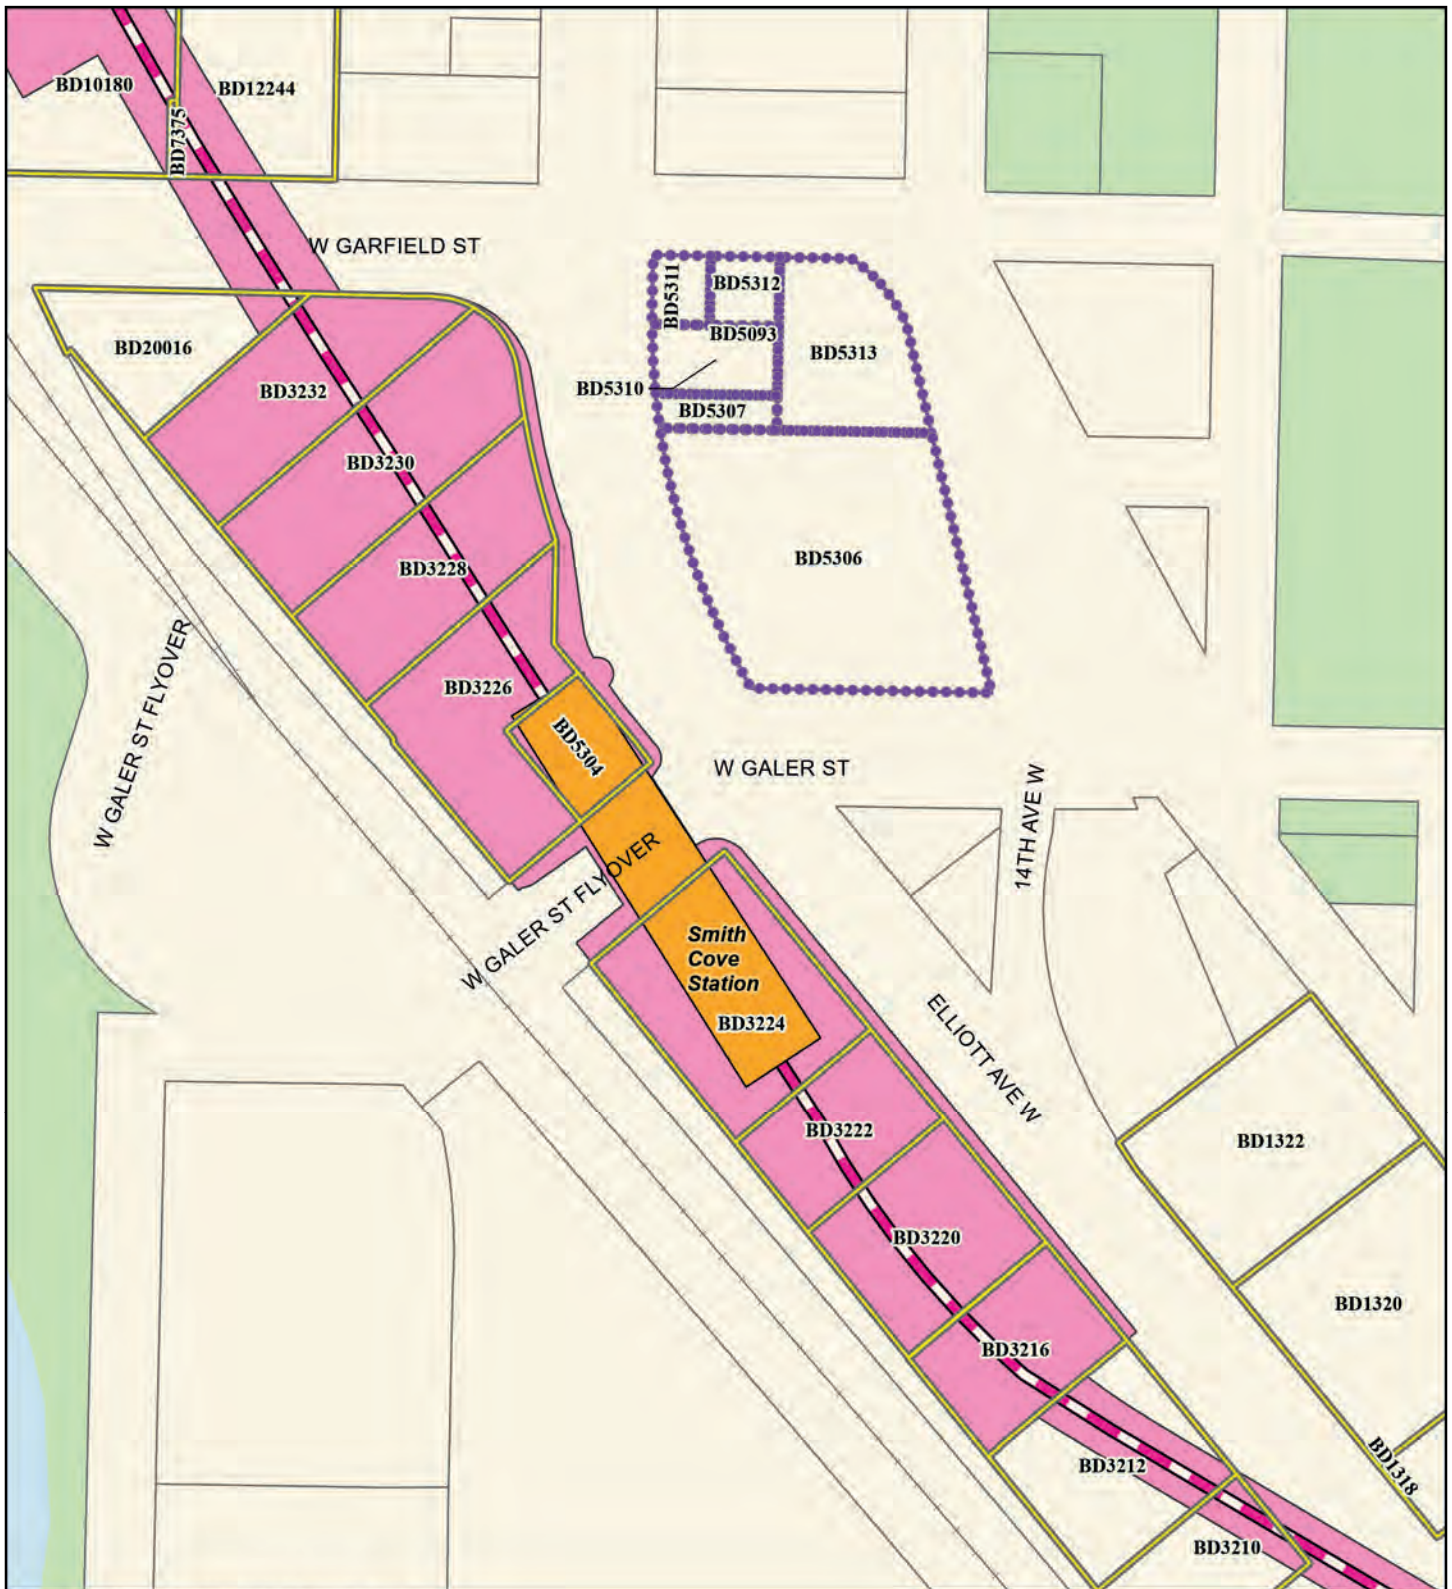 BD10180
BD12244
BD7375
W GARFIELD ST
BD5311
BD5312
BD5093
BD5313
BD20016
BD3232
BD5310
BD5307
BD3230
BD5306
BD3228
W GALER ST FLYOVER
BD3226
BD5304
W GALER ST
14TH AVE W
W GALER ST FLYOVER
Smith
Cove
Station
BD3224
ELLIOTT AVE W
BD3222
BD1322
BD3220
BD1320
BD3216
BD3212
BD1318
BD3210